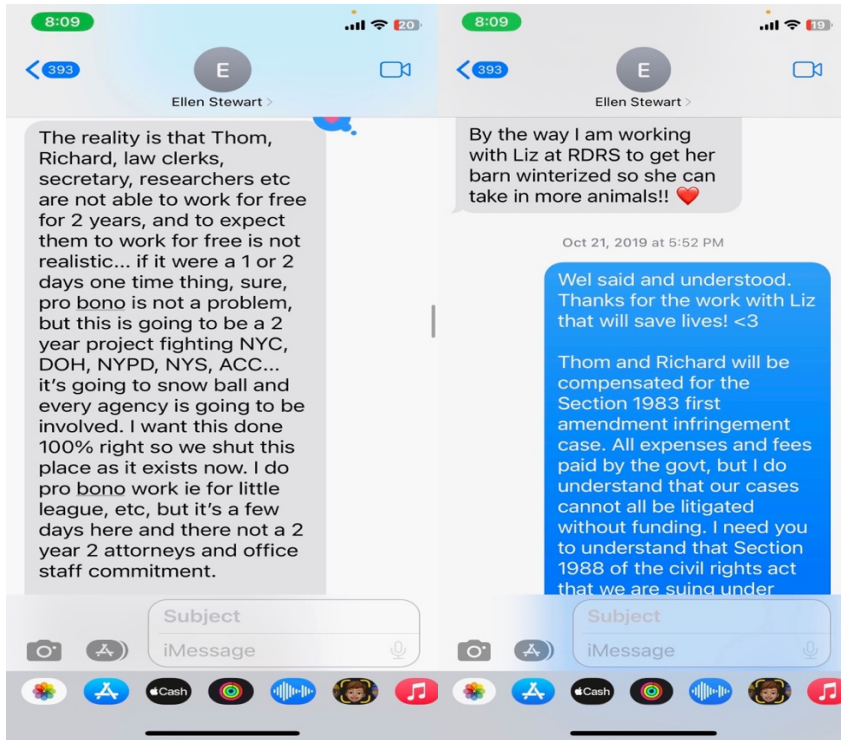 8:09
20
393
E
Ellen Stewart >
The reality is that Thom,
Richard, law clerks,
secretary, researchers etc
are not able to work for free
for 2 years, and to expect
them to work for free is not
realistic... if it were a 1 or 2
days one time thing, sure,
pro bono is not a problem,
but this is going to be a 2
year project fighting NYC,
DOH, NYPD, NYS, ACC...
it's going to snow ball and
every agency is going to be
involved. I want this done
100% right so we shut this
place as it exists now. I do
pro bono work ie for little
league, etc, but it's a few
days here and there not a 2
year 2 attorneys and office
staff commitment.
Subject
iMessage
Cash
8:09
19
393
E
Ellen Stewart >
By the way I am working
with Liz at RDRS to get her
barn winterized so she can
take in more animals!! ❤️
Oct 21, 2019 at 5:52 PM
Wel said and understood.
Thanks for the work with Liz
that will save lives! <3
Thom and Richard will be
compensated for the
Section 1983 first
amendment infringement
case. All expenses and fees
paid by the govt, but I do
understand that our cases
cannot all be litigated
without funding. I need you
to understand that Section
1988 of the civil rights act
that we are suing under
Subject
iMessage
Cash